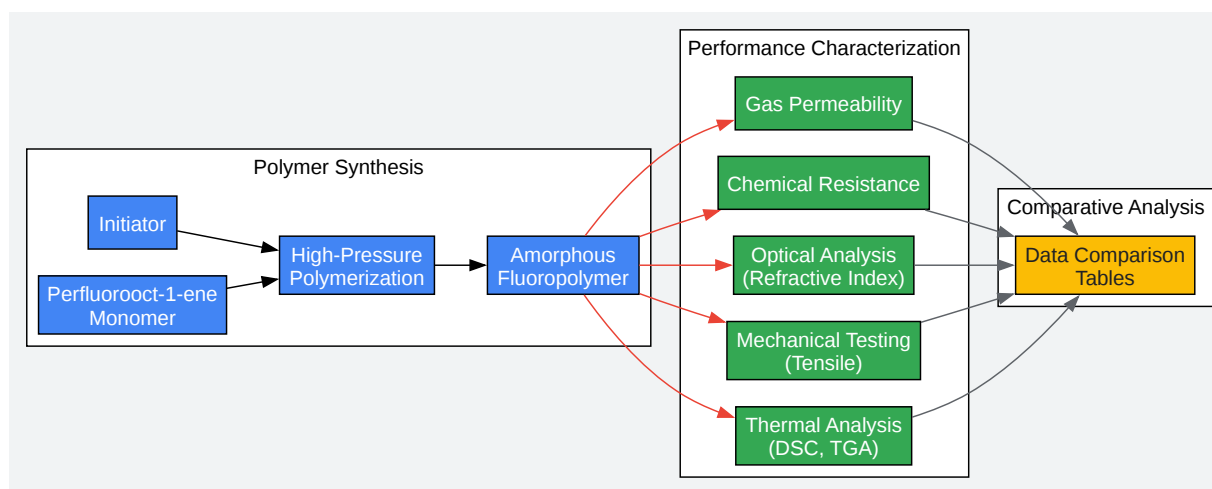 Polymer Synthesis
Initiator
Perfluorooct-1-ene
Monomer
High-Pressure
Polymerization
Amorphous
Fluoropolymer
Performance Characterization
Gas Permeability
Chemical Resistance
Optical Analysis
(Refractive Index)
Mechanical Testing
(Tensile)
Thermal Analysis
(DSC, TGA)
Comparative Analysis
Data Comparison
Tables